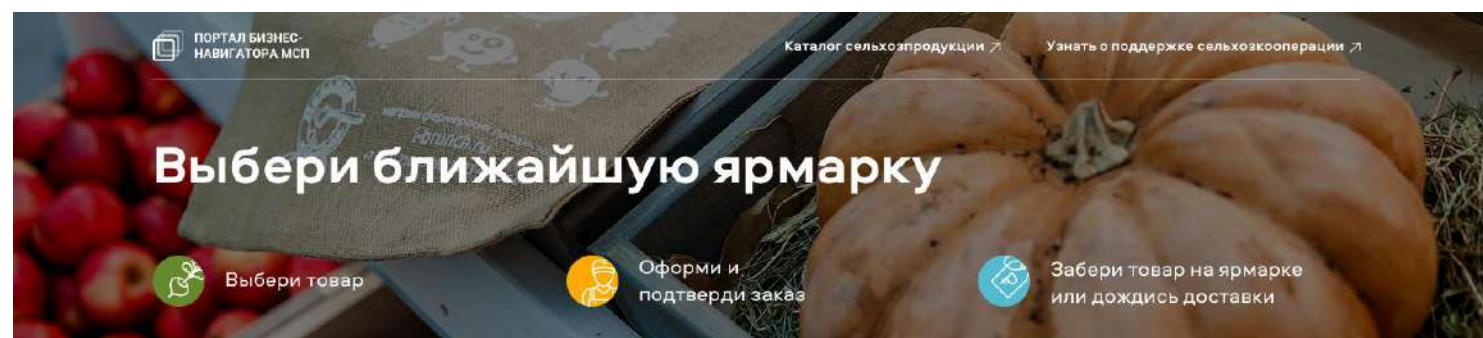 ПОРТАЛ БИЗНЕС-
НАВИГАТОРА МСП
Каталог сельхозпродукции ↗
Узнать о поддержке сельхозкооперации ↗
Выбери ближайшую ярмарку
Выбери товар
Оформи и
подтверди заказ
Забери товар на ярмарке
или дождись доставки